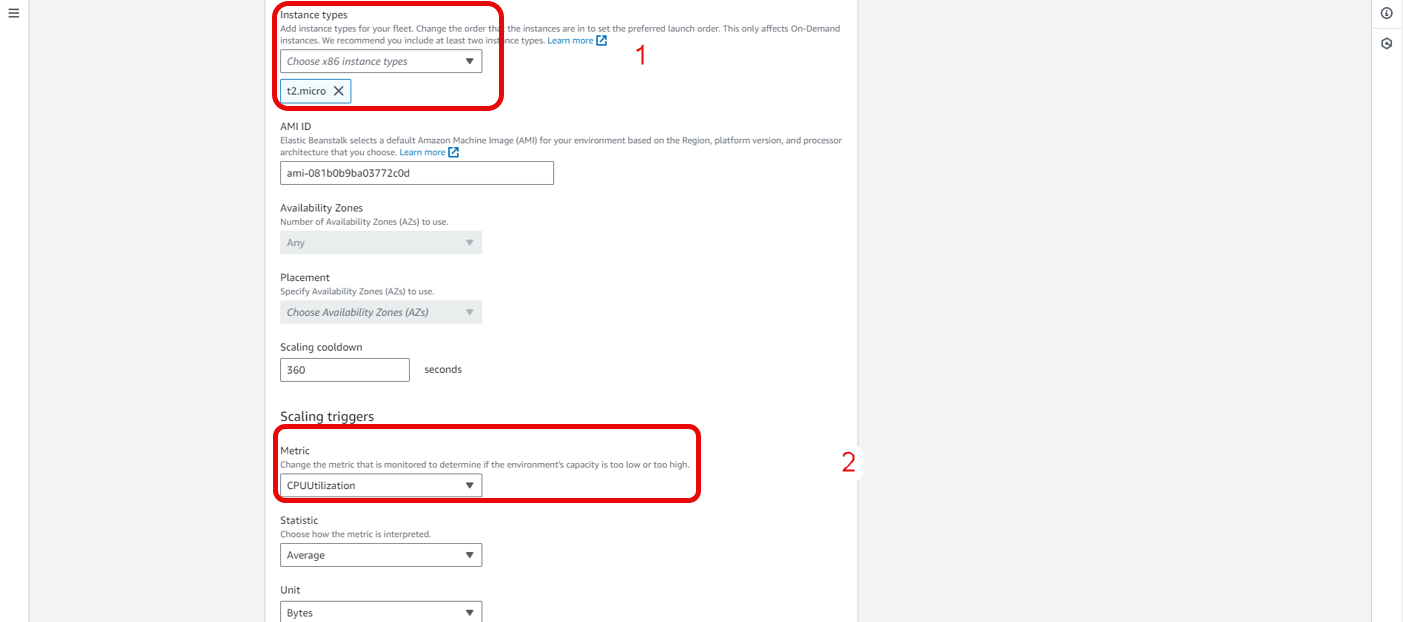 Instance types
Add instance types for your fleet. Change the order that the instances are in to set the preferred launch order. This only affects On-Demand
instances. We recommend you include at least two instance types. Learn more
1
Choose x86 instance types
t2.micro
AMI ID
Elastic Beanstalk selects a default Amazon Machine Image (AMI) for your environment based on the Region, platform version, and processor
architecture that you choose. Learn more
ami-081b0b9ba03772c0d
Availability Zones
Number of Availability Zones (AZs) to use.
Any
Placement
Specify Availability Zones (AZs) to use.
Choose Availability Zones (AZs)
Scaling cooldown
360 seconds
Scaling triggers
Metric
Change the metric that is monitored to determine if the environment's capacity is too low or too high.
2
CPUUtilization
Statistic
Choose how the metric is interpreted.
Average
Unit
Bytes